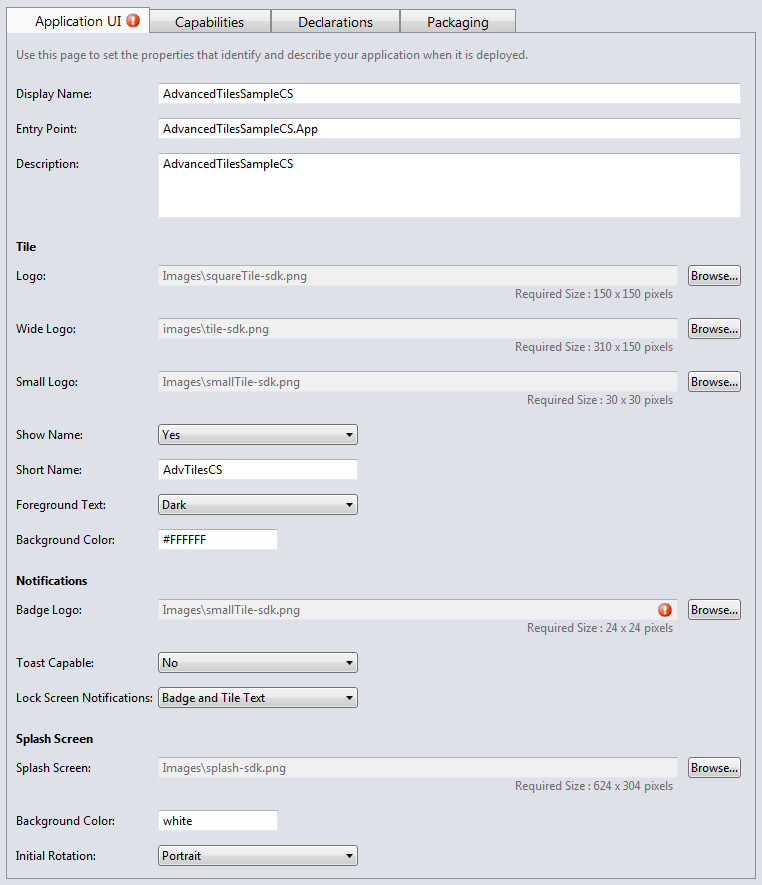 Application UI Capabilities Declarations Packaging
Use this page to set the properties that identify and describe your application when it is deployed.
Display Name: AdvancedTilesSampleCS
Entry Point: AdvancedTilesSampleCS.App
Description: AdvancedTilesSampleCS
Tile
Logo: Images\squareTile-sdk.png Browse...
Required Size : 150 x 150 pixels
Wide Logo: images\tile-sdk.png Browse...
Required Size : 310 x 150 pixels
Small Logo: Images\smallTile-sdk.png Browse...
Required Size : 30 x 30 pixels
Show Name: Yes
Short Name: AdvTilesCS
Foreground Text: Dark
Background Color: #FFFFFF
Notifications
Badge Logo: Images\smallTile-sdk.png Browse...
Required Size : 24 x 24 pixels
Toast Capable: No
Lock Screen Notifications: Badge and Tile Text
Splash Screen
Splash Screen: Images\splash-sdk.png Browse...
Required Size : 624 x 304 pixels
Background Color: white
Initial Rotation: Portrait